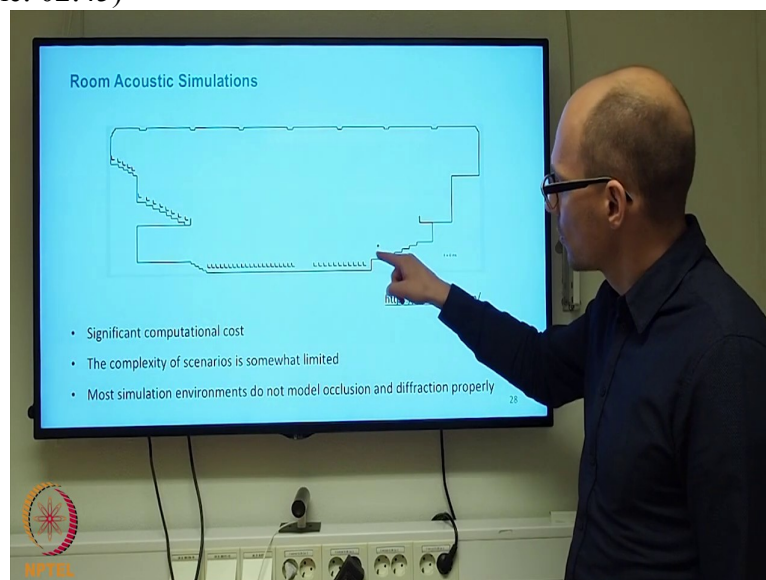 Room Acoustic Simulations
• Significant computational cost
• The complexity of scenarios is somewhat limited
• Most simulation environments do not model occlusion and diffraction properly
28
NPTEL